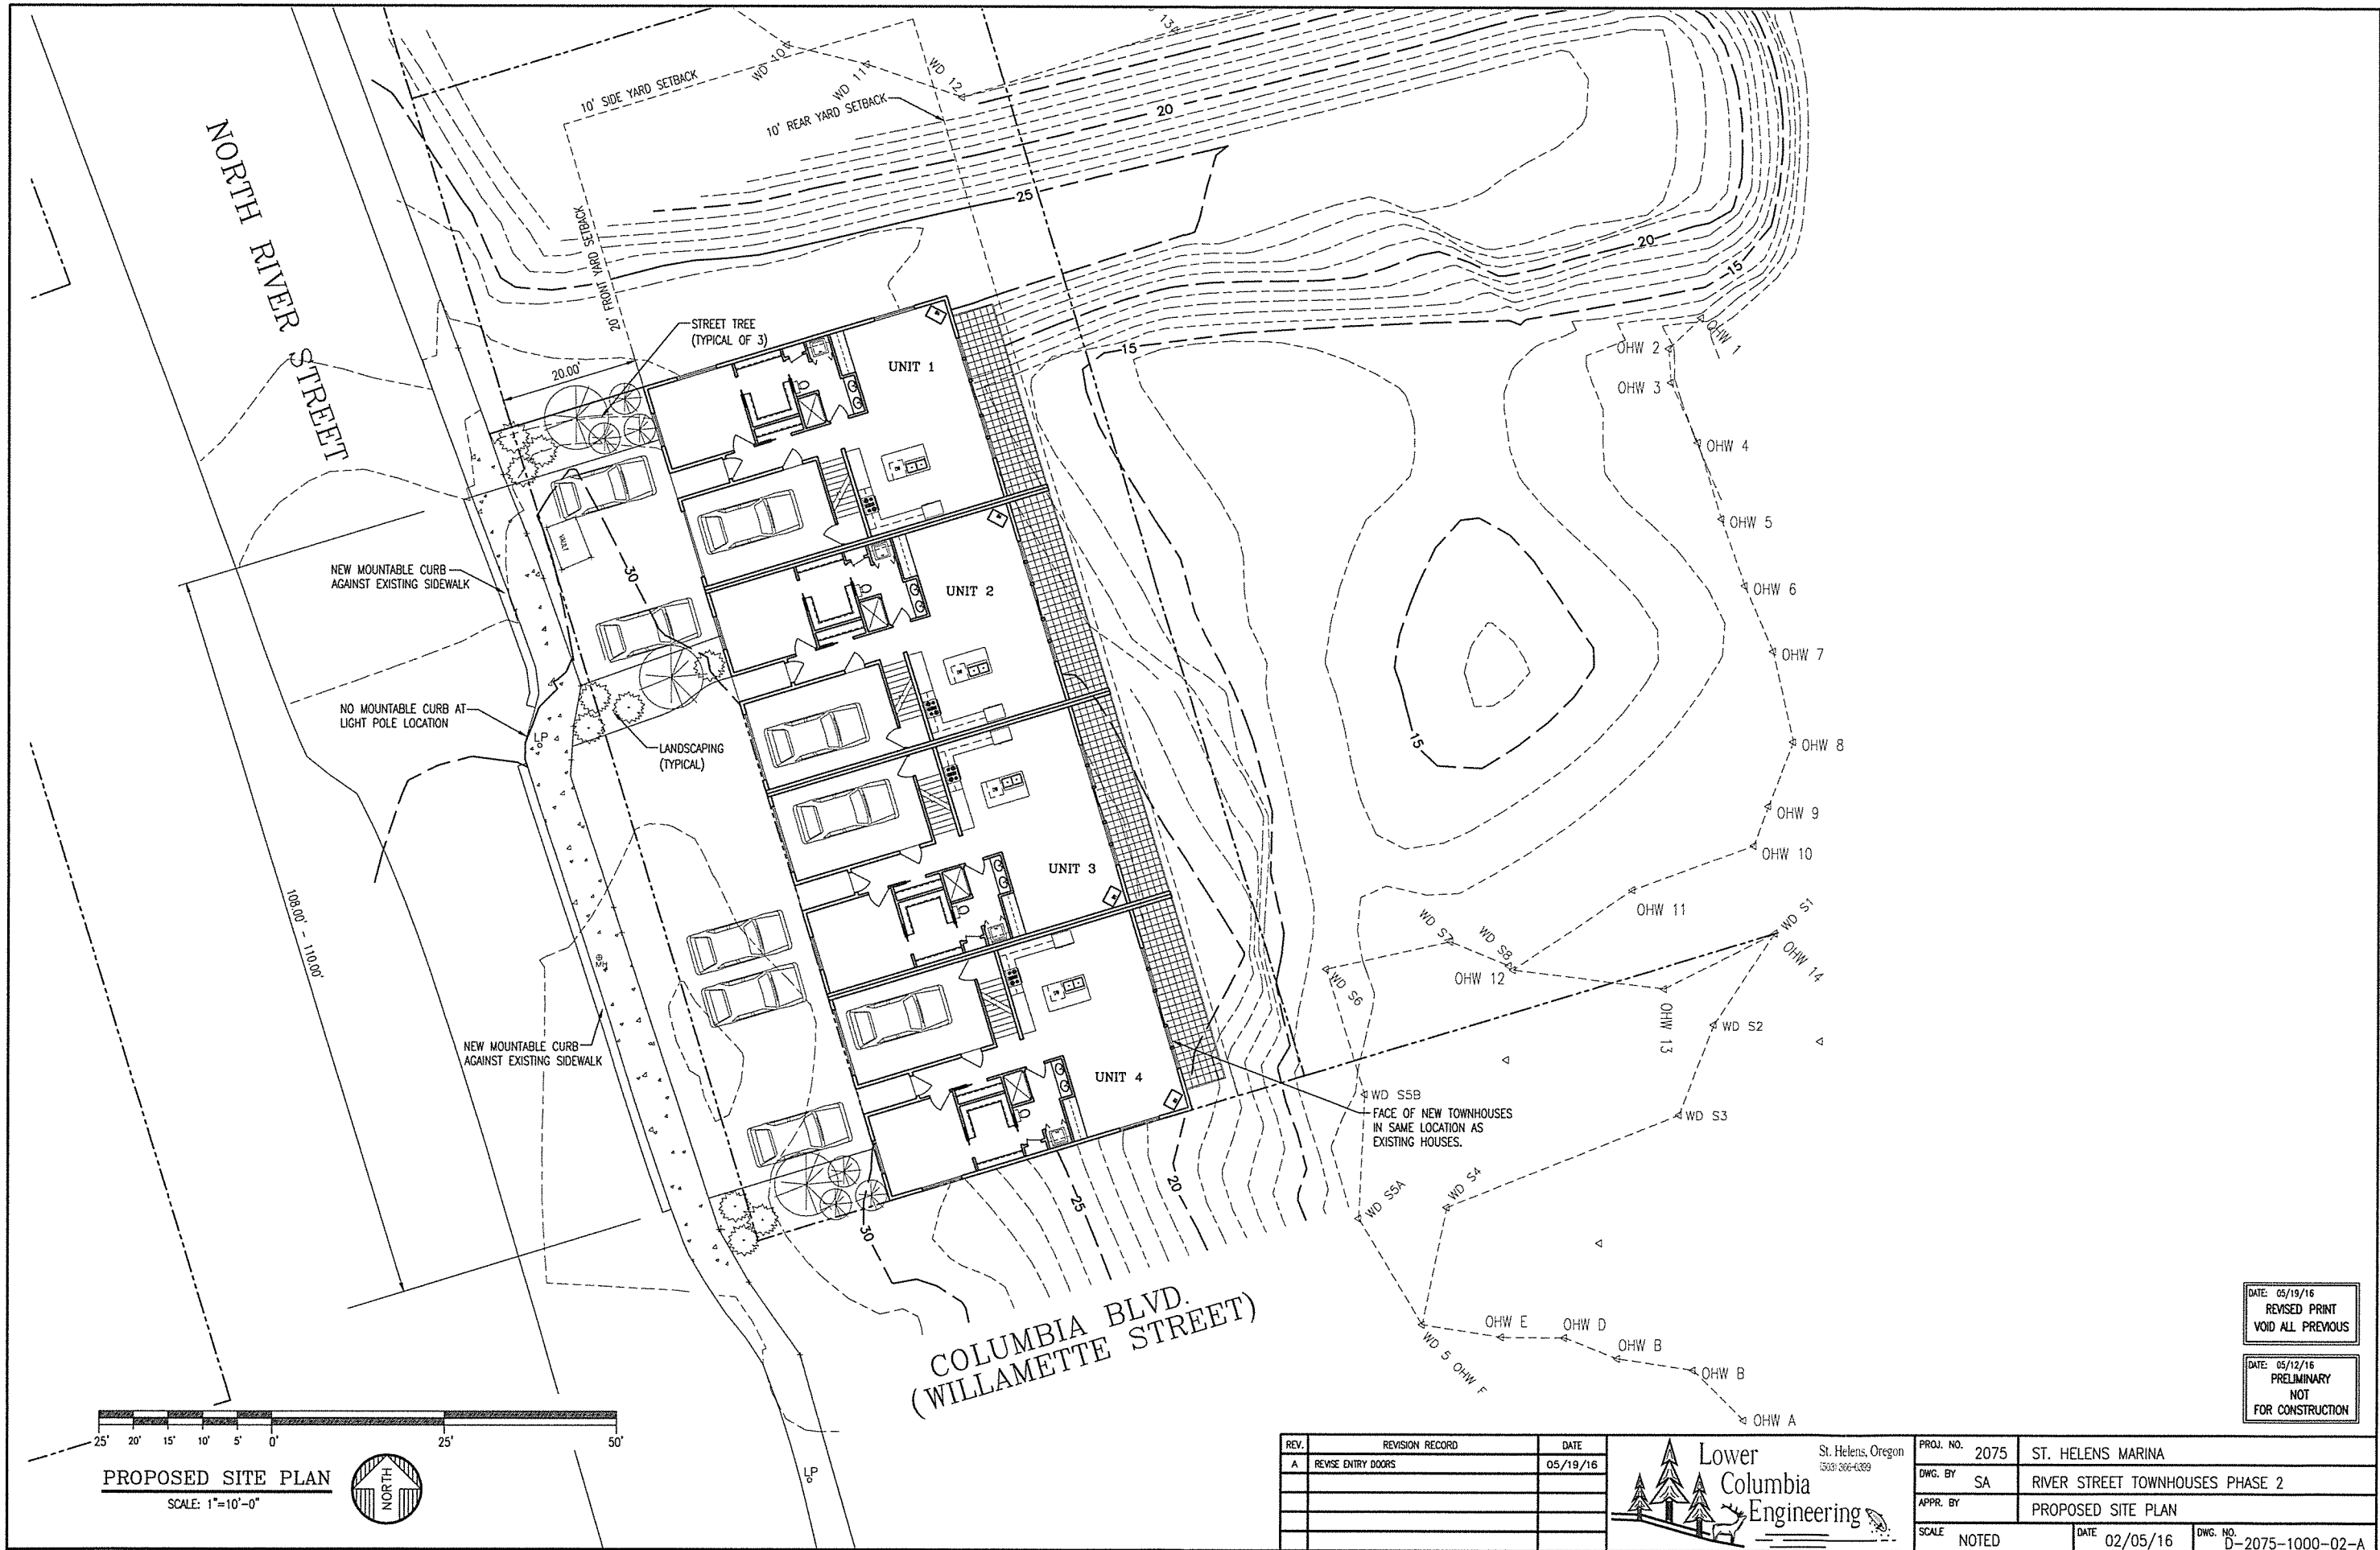 NORTH RIVER STREET
10' SIDE YARD SETBACK
WD 10
WD 11
WD 12
13
10' REAR YARD SETBACK
20
25
20' FRONT YARD SETBACK
STREET TREE
(TYPICAL OF 3)
20.00'
20
15
15
UNIT 1
VAULT
30
NEW MOUNTABLE CURB
AGAINST EXISTING SIDEWALK
UNIT 2
NO MOUNTABLE CURB AT
LIGHT POLE LOCATION
LP
LANDSCAPING
(TYPICAL)
15
UNIT 3
108.00' - 110.00'
MH
NEW MOUNTABLE CURB
AGAINST EXISTING SIDEWALK
UNIT 4
FACE OF NEW TOWNHOUSES
IN SAME LOCATION AS
EXISTING HOUSES.
30
25
20
OHW 1
OHW 2
OHW 3
OHW 4
OHW 5
OHW 6
OHW 7
OHW 8
OHW 9
OHW 10
OHW 11
OHW 12
OHW 13
OHW 14
WD S1
WD S2
WD S3
WD S4
WD S5A
WD S5B
WD S6
WD S7
WD S8
WD 5 OHW F
OHW E
OHW D
OHW B
OHW B
OHW A
COLUMBIA BLVD.
(WILLAMETTE STREET)
LP
25' 20' 15' 10' 5' 0' 25' 50'
PROPOSED SITE PLAN
SCALE: 1"=10'-0"
NORTH
DATE: 05/19/16
REVISED PRINT
VOID ALL PREVIOUS
DATE: 05/12/16
PRELIMINARY
NOT
FOR CONSTRUCTION
REV. REVISION RECORD DATE
A REVISE ENTRY DOORS 05/19/16
Lower
Columbia
Engineering
St. Helens, Oregon
(503) 366-0399
PROJ. NO. 2075 ST. HELENS MARINA
DWG. BY SA RIVER STREET TOWNHOUSES PHASE 2
APPR. BY PROPOSED SITE PLAN
SCALE NOTED DATE 02/05/16 DWG. NO. D-2075-1000-02-A